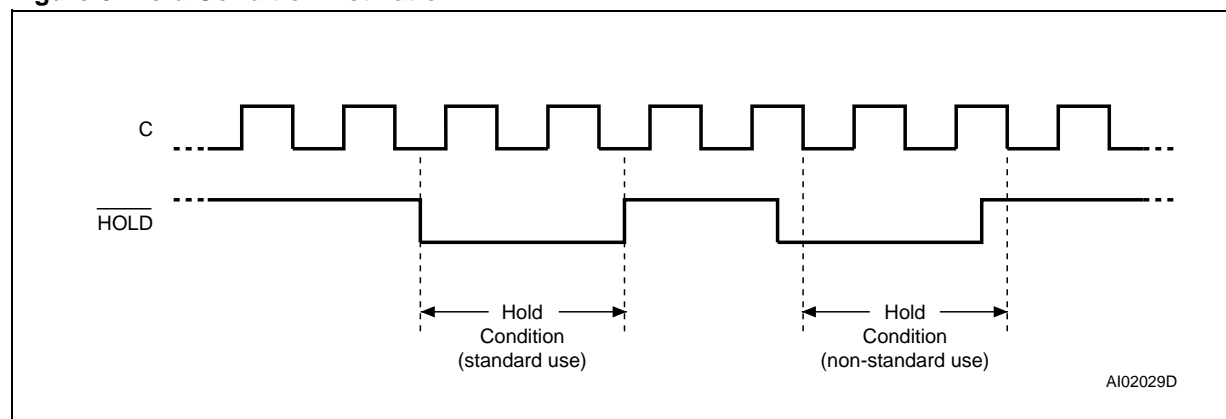 C
HOLD
Hold
Condition
(standard use)
Hold
Condition
(non-standard use)
AI02029D